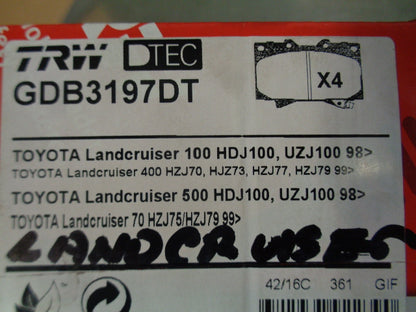 TRW DTEC
X4
GDB3197DT
TOYOTA Landcruiser 100 HDJ100, UZJ100 98>
TOYOTA Landcruiser 400 HZJ70, HJZ73, HZJ77, HZJ79 99>
TOYOTA Landcruiser 500 HDJ100, UZJ100 98>
TOYOTA Landcruiser 70 HZJ75/HZJ79 99>
LANDCRUISER
42/16C 361 GIF